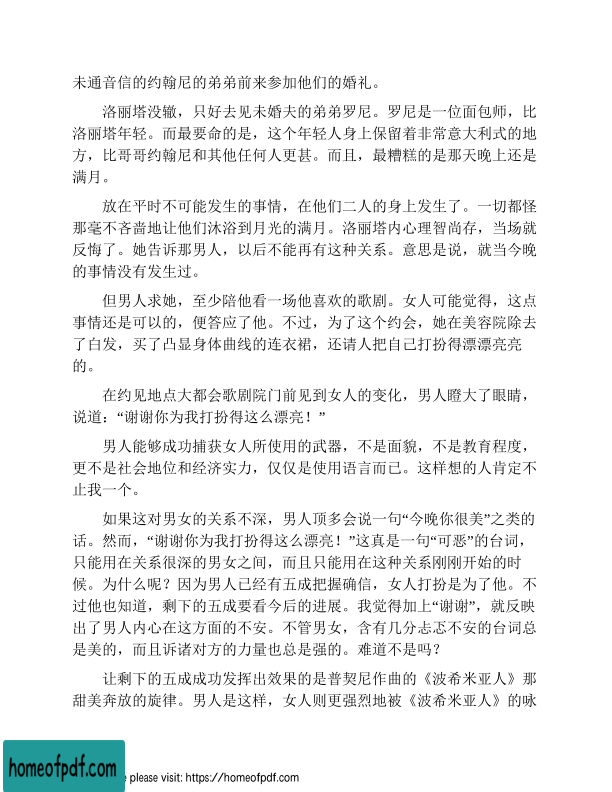 未通音信的约翰尼的弟弟前来参加他们的婚礼。
洛丽塔没辙，只好去见未婚夫的弟弟罗尼。罗尼是一位面包师，比
洛丽塔年轻。而最要命的是，这个年轻人身上保留着非常意大利式的地
方，比哥哥约翰尼和其他任何人更甚。而且，最糟糕的是那天晚上还是
满月。
放在平时不可能发生的事情，在他们二人的身上发生了。一切都怪
那毫不吝啬地让他们沐浴到月光的满月。洛丽塔内心理智尚存，当场就
反悔了。她告诉那男人，以后不能再有这种关系。意思是说，就当今晚
的事情没有发生过。
但男人求她，至少陪他看一场他喜欢的歌剧。女人可能觉得，这点
事情还是可以的，便答应了他。不过，为了这个约会，她在美容院除去
了白发，买了凸显身体曲线的连衣裙，还请人把自己打扮得漂漂亮亮
的。
在约见地点大都会歌剧院门前见到女人的变化，男人瞪大了眼睛，
说道：“谢谢你为我打扮得这么漂亮！”
男人能够成功捕获女人所使用的武器，不是面貌，不是教育程度，
更不是社会地位和经济实力，仅仅是使用语言而已。这样想的人肯定不
止我一个。
如果这对男女的关系不深，男人顶多会说一句“今晚你很美”之类的
话。然而，“谢谢你为我打扮得这么漂亮！”这真是一句“可恶”的台词，
只能用在关系很深的男女之间，而且只能用在这种关系刚刚开始的时
候。为什么呢？因为男人已经有五成把握确信，女人打扮是为了他。不
过他也知道，剩下的五成要看今后的进展。我觉得加上“谢谢”，就反映
出了男人内心在这方面的不安。不管男女，含有几分忐忑不安的台词总
是美的，而且诉诸对方的力量也总是强的。难道不是吗？
让剩下的五成成功发挥出效果的是普契尼作曲的《波希米亚人》那
甜美奔放的旋律。男人是这样，女人则更强烈地被《波希米亚人》的咏
homeofpdf.com
e please visit: https://homeofpdf.com